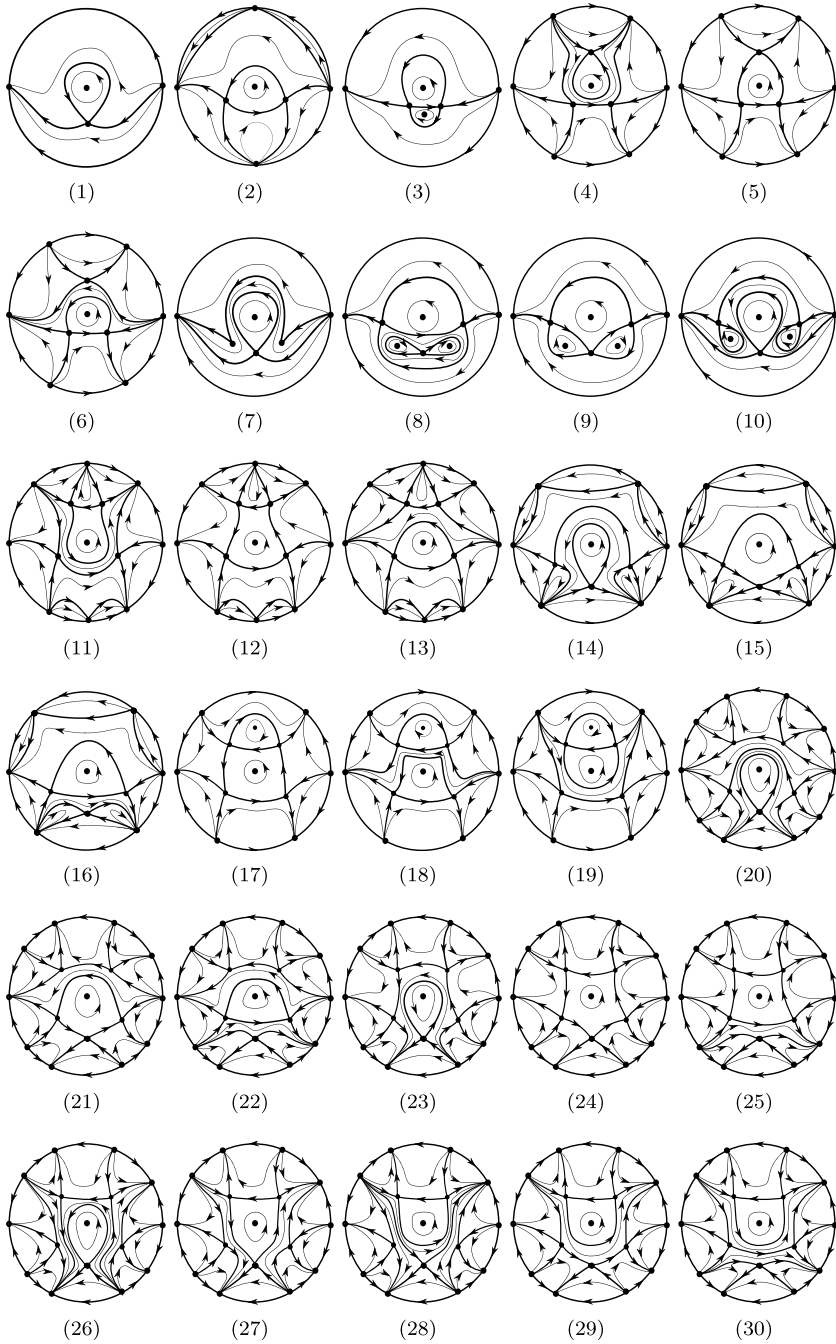 (1) (2) (3) (4) (5)
(6) (7) (8) (9) (10)
(11) (12) (13) (14) (15)
(16) (17) (18) (19) (20)
(21) (22) (23) (24) (25)
(26) (27) (28) (29) (30)